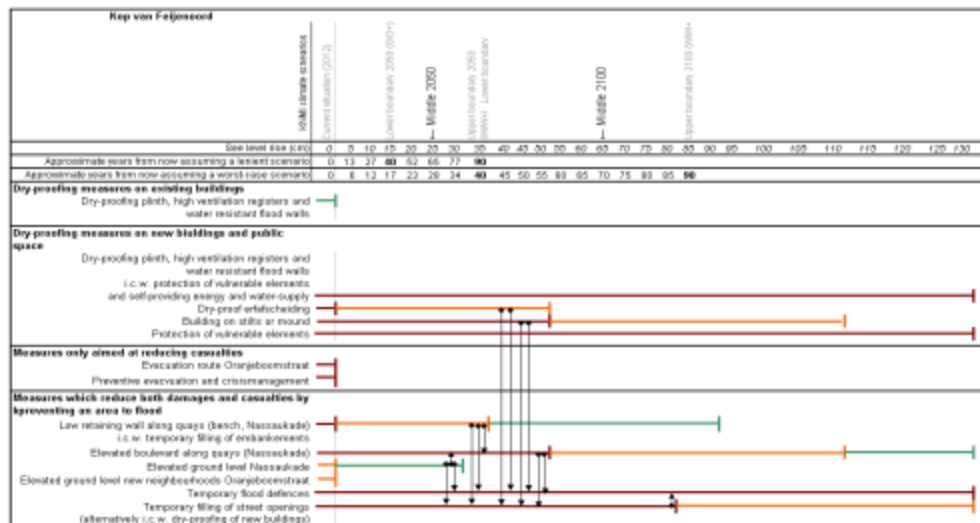 Kop van Feijenoord
KNMI climate scenarios
Current situation (2012)
Lower boundary 2050
← Middle 2050
Upper boundary 2050
Lower boundary
← Middle 2100
Upper boundary 2100
Sea level rise (cm) 0 5 10 15 20 25 30 35 40 45 50 55 60 65 70 75 80 85 90 95 100 105 110 115 120 125 130
Approximate years from now assuming a lenient scenario 0 13 27 40 52 65 77 90
Approximate years from now assuming a worst-case scenario 0 12 17 23 28 34 40 45 50 55 60 65 70 75 80 85 90
Dry-proofing measures on existing buildings
Dry-proofing plinth, high ventilation registers and
water resistant flood walls
Dry-proofing measures on new bluldings and public
space
Dry-proofing plinth, high ventilation registers and
water resistant flood walls
i.c.w. protection of vulnerable elements
and self-providing energy and water-supply
Dry-proof erfafscheiding
Building on stilts or mound
Protection of vulnerable elements
Measures only aimed at reducing casualties
Evacuation route Oranjeboomstraat
Preventive evacvuation and crisismanagement
Measures which reduce both damages and casualties by
kpreventing an area to flood
Low retaining wall along quays (bench, Nassaukade)
i.c.w. temporary filling of embankements
Elevated boulevard along quays (Nassaukade)
Elevated ground level Nassaukade
Elevated ground level new neighbourhoods Oranjeboomstraat
Temporary flood defences
Temporary filling of street openings
(alternatively i.c.w. dry-proofing of new buildings)